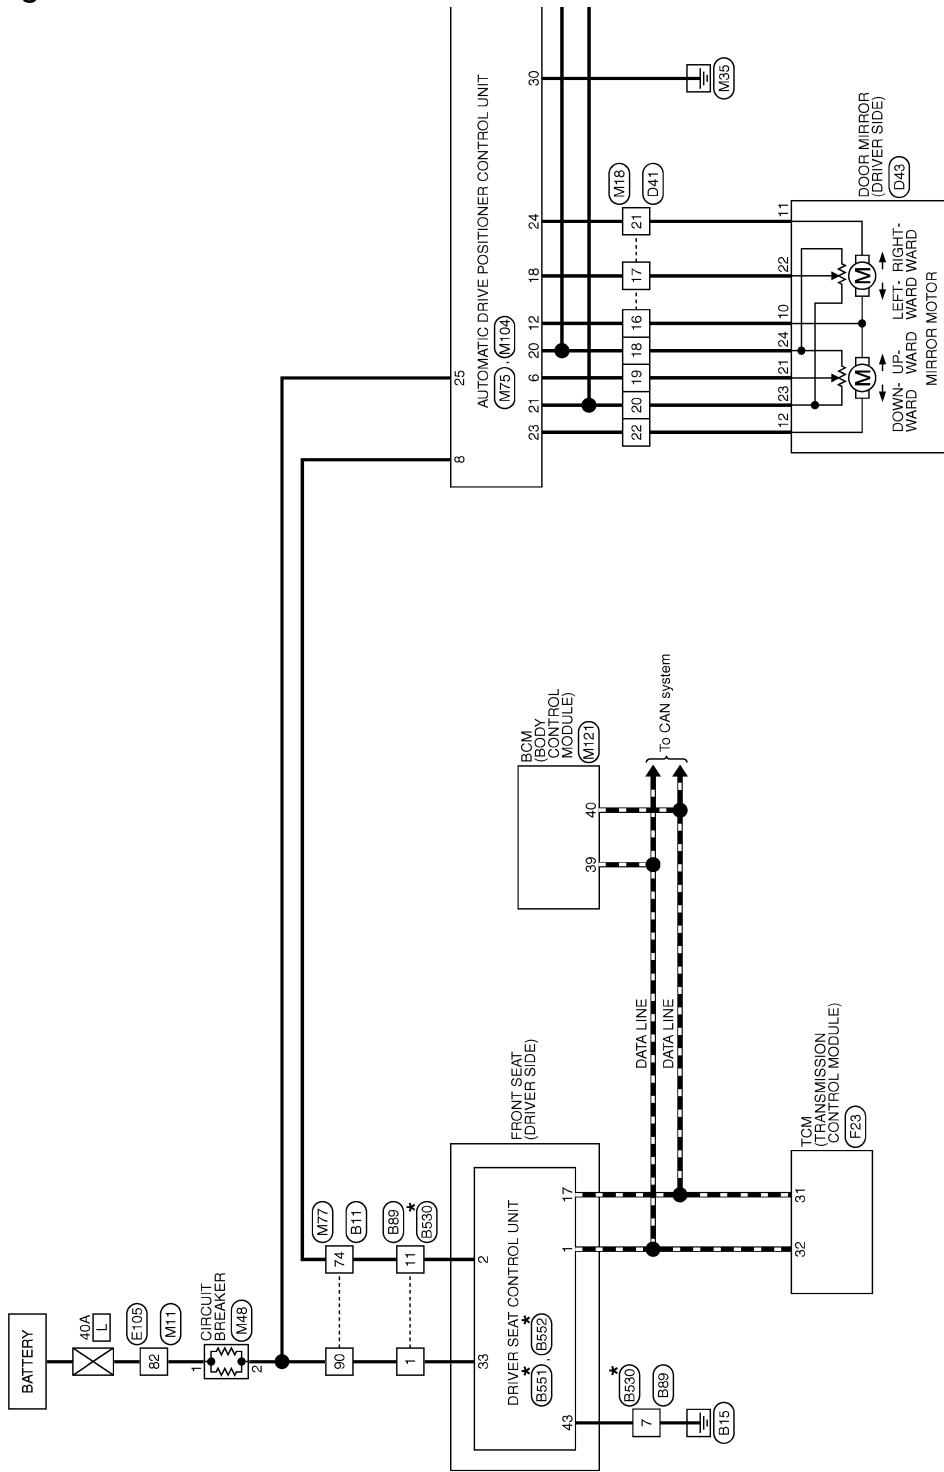 BATTERY
40A
L
82
E105
M11
1
CIRCUIT
BREAKER
M48
2
90
74
M77
B11
1
11
B89
*
B530
33
2
8
25
FRONT SEAT
(DRIVER SIDE)
DRIVER SEAT CONTROL UNIT
*
B551 , B552
*
43
1
17
AUTOMATIC DRIVE POSITIONER CONTROL UNIT
M75 , M104
BCM
(BODY
CONTROL
MODULE)
M121
39
40
23
21
6
20
12
18
24
30
*
B530
B89
7
B15
DATA LINE
DATA LINE
To CAN system
22
20
19
18
16
17
21
M18
D41
M35
32
31
TCM
(TRANSMISSION
CONTROL MODULE)
F23
12
23
21
24
10
22
11
DOOR MIRROR
(DRIVER SIDE)
D43
M
M
DOWN- UP-
WARD WARD
LEFT- RIGHT-
WARD WARD
MIRROR MOTOR